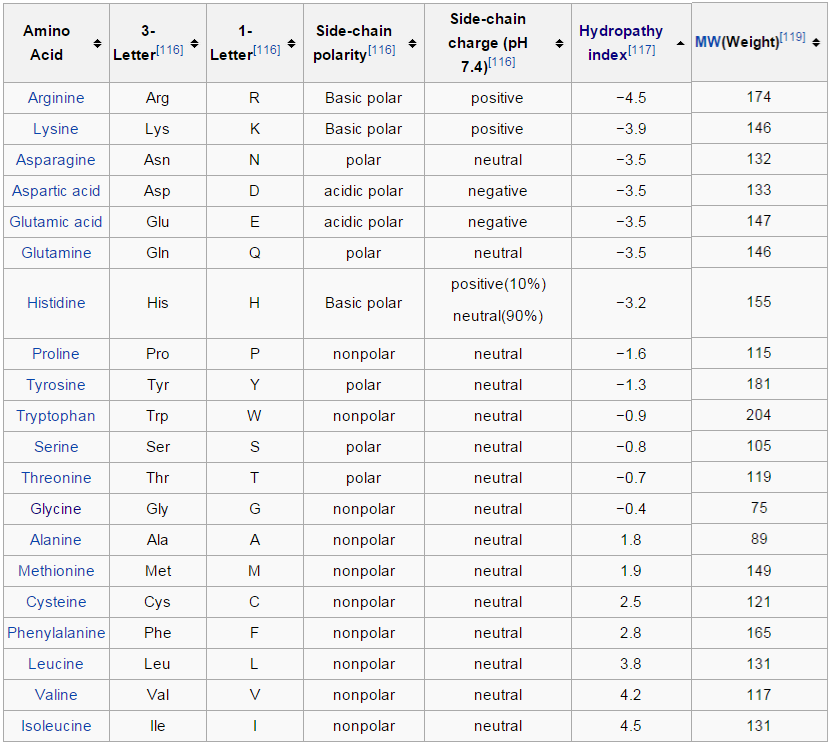 Amino Acid 3-Letter[116] 1-Letter[116] Side-chain polarity[116] Side-chain charge (pH 7.4)[116] Hydropathy index[117] MW(Weight)[119]
Arginine Arg R Basic polar positive −4.5 174
Lysine Lys K Basic polar positive −3.9 146
Asparagine Asn N polar neutral −3.5 132
Aspartic acid Asp D acidic polar negative −3.5 133
Glutamic acid Glu E acidic polar negative −3.5 147
Glutamine Gln Q polar neutral −3.5 146
Histidine His H Basic polar positive(10%) neutral(90%) −3.2 155
Proline Pro P nonpolar neutral −1.6 115
Tyrosine Tyr Y polar neutral −1.3 181
Tryptophan Trp W nonpolar neutral −0.9 204
Serine Ser S polar neutral −0.8 105
Threonine Thr T polar neutral −0.7 119
Glycine Gly G nonpolar neutral −0.4 75
Alanine Ala A nonpolar neutral 1.8 89
Methionine Met M nonpolar neutral 1.9 149
Cysteine Cys C nonpolar neutral 2.5 121
Phenylalanine Phe F nonpolar neutral 2.8 165
Leucine Leu L nonpolar neutral 3.8 131
Valine Val V nonpolar neutral 4.2 117
Isoleucine Ile I nonpolar neutral 4.5 131